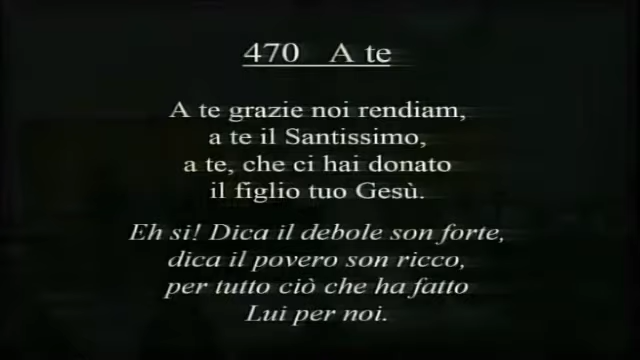 470 A te
A te grazie noi rendiam,
a te il Santissimo,
a te, che ci hai donato
il figlio tuo Gesù.
Eh si! Dica il debole son forte,
dica il povero son ricco,
per tutto ciò che ha fatto
Lui per noi.